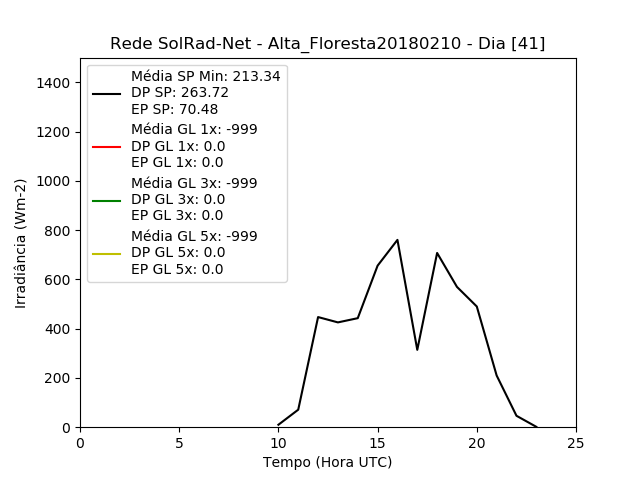 Rede SolRad-Net - Alta_Floresta20180210 - Dia [41]
Média SP Min: 213.34
DP SP: 263.72
EP SP: 70.48
Média GL 1x: -999
DP GL 1x: 0.0
EP GL 1x: 0.0
Média GL 3x: -999
DP GL 3x: 0.0
EP GL 3x: 0.0
Média GL 5x: -999
DP GL 5x: 0.0
EP GL 5x: 0.0
Irradiância (Wm-2)
1400
1200
1000
800
600
400
200
0
0 5 10 15 20 25
Tempo (Hora UTC)